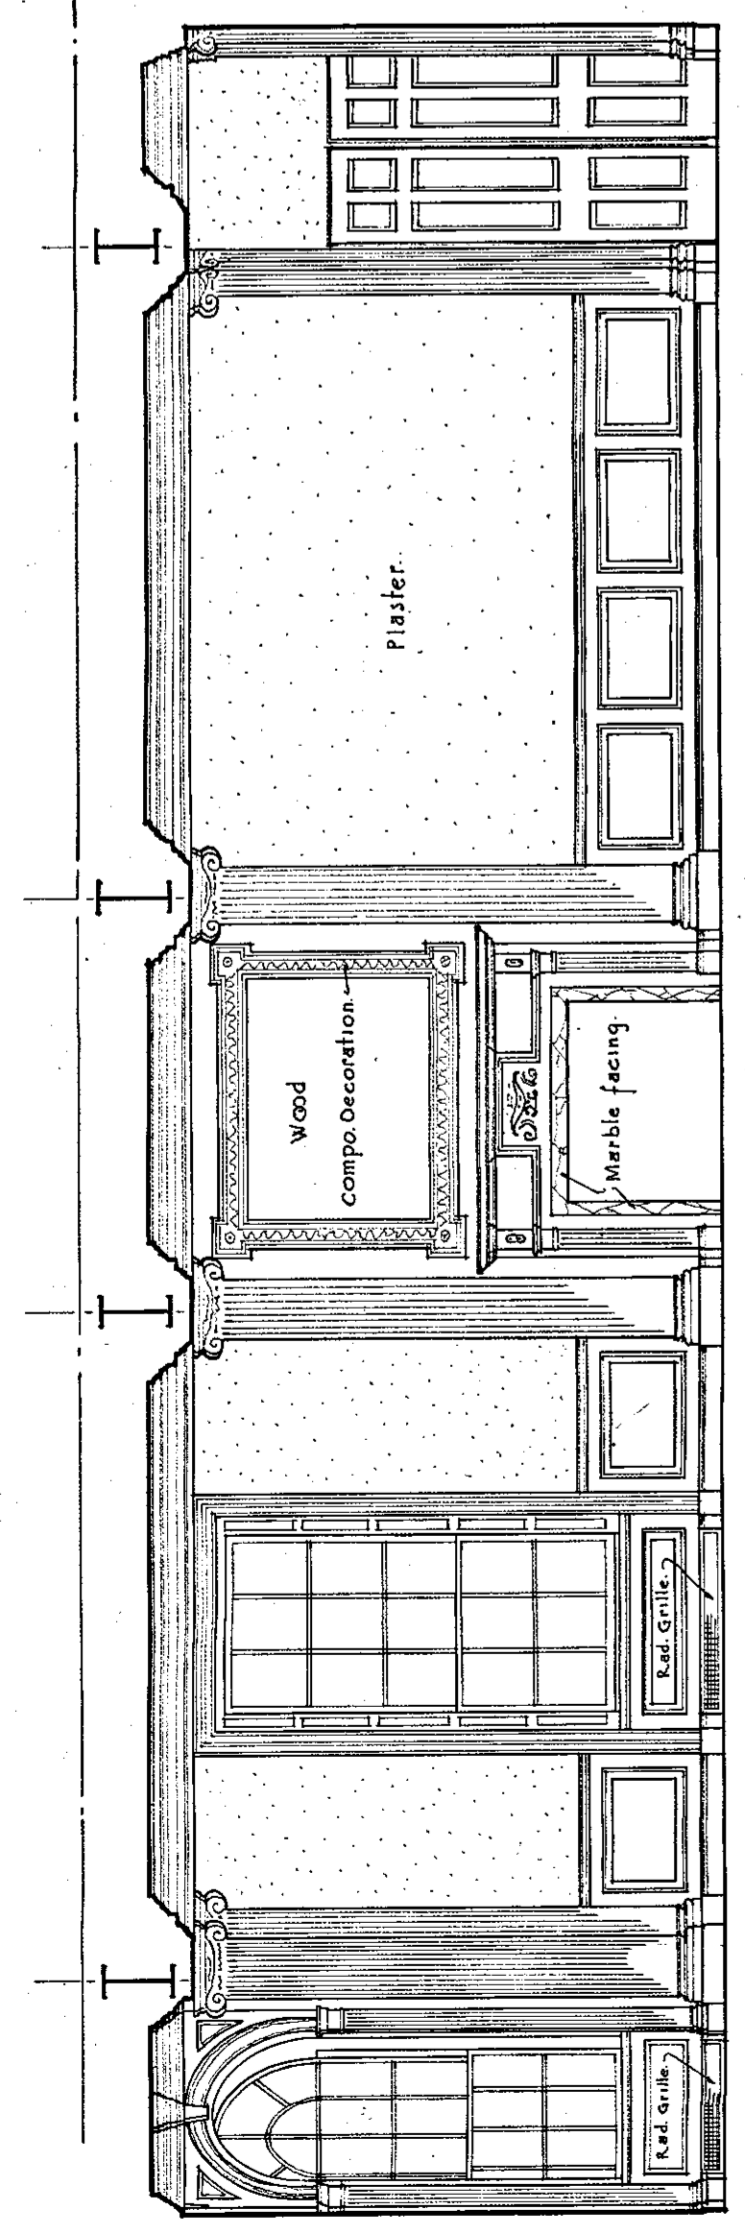 Rad. Grille.
Rad. Grille.
Wood
compo. Decoration.
Marble facing.
Plaster.